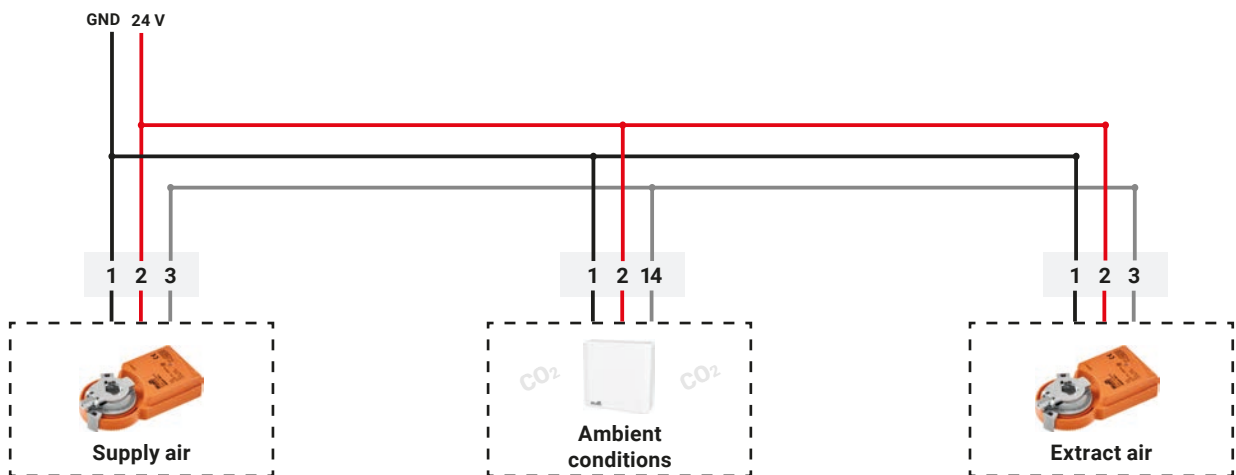 GND 24 V
1 2 3
1 2 14
1 2 3
CO₂ CO₂
Supply air
Ambient
conditions
Extract air